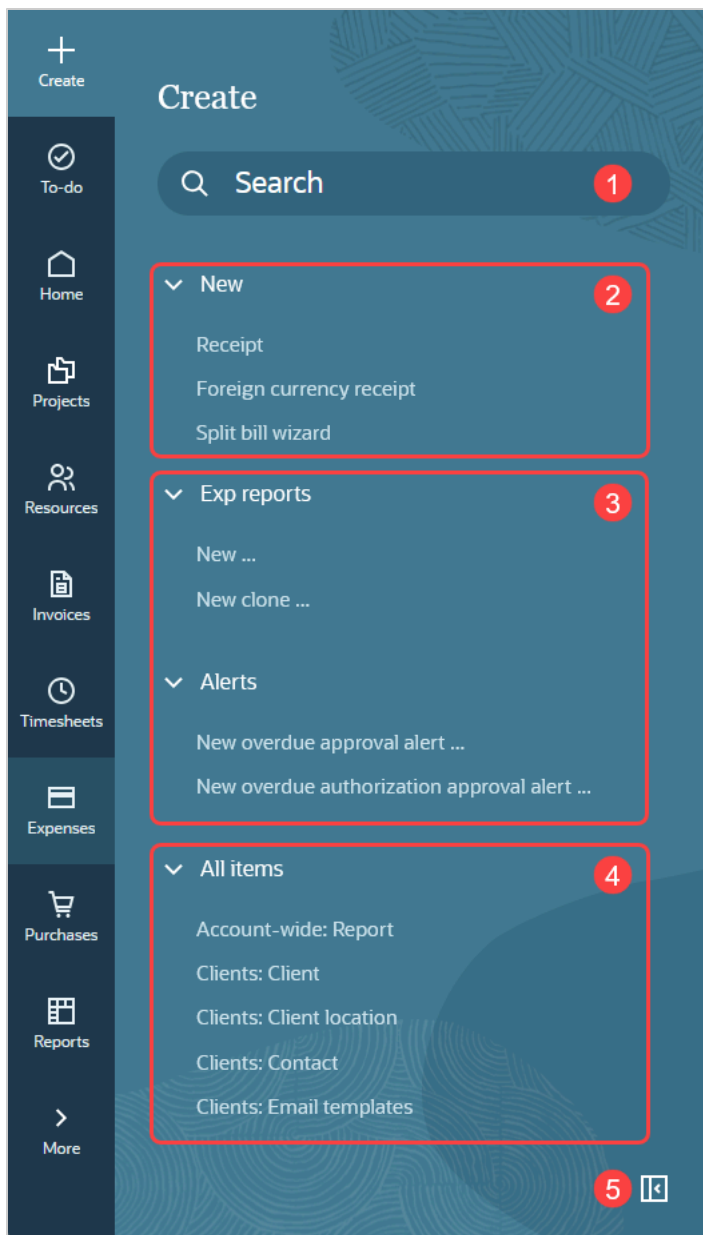 Create
To-do
Home
Projects
Resources
Invoices
Timesheets
Expenses
Purchases
Reports
More
Create
Search
1
New
2
Receipt
Foreign currency receipt
Split bill wizard
Exp reports
3
New ...
New clone ...
Alerts
New overdue approval alert ...
New overdue authorization approval alert ...
All items
4
Account-wide: Report
Clients: Client
Clients: Client location
Clients: Contact
Clients: Email templates
5